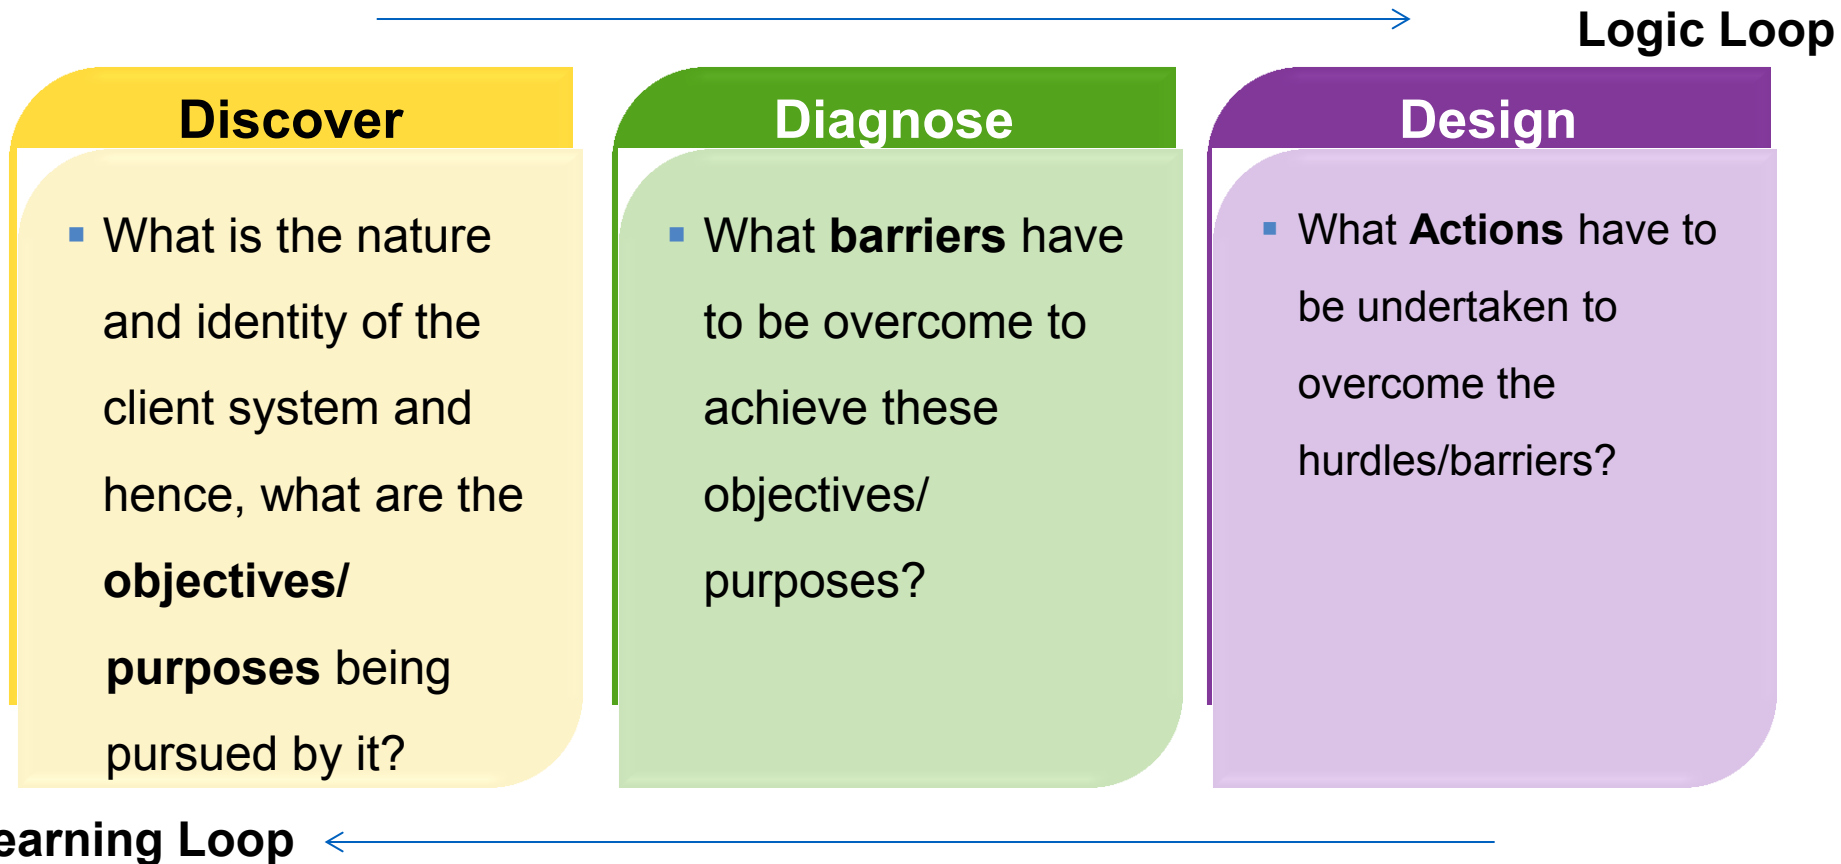 Logic Loop
Discover
▪ What is the nature
and identity of the
client system and
hence, what are the
objectives/
purposes being
pursued by it?
Diagnose
▪ What barriers have
to be overcome to
achieve these
objectives/
purposes?
Design
▪ What Actions have to
be undertaken to
overcome the
hurdles/barriers?
earning Loop